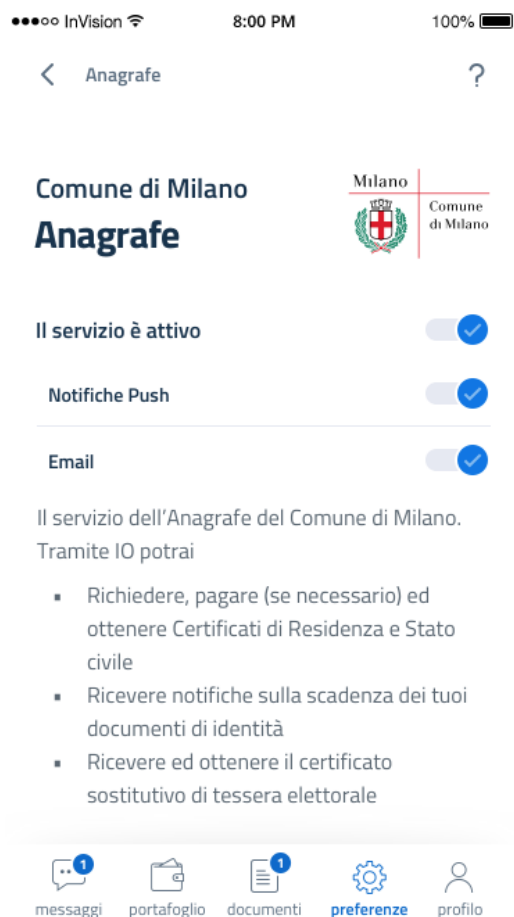 InVision 8:00 PM 100%
Anagrafe ?
Comune di Milano
Anagrafe
Milano
Comune
di Milano
Il servizio è attivo
Notifiche Push
Email
Il servizio dell'Anagrafe del Comune di Milano.
Tramite IO potrai
▪ Richiedere, pagare (se necessario) ed
ottenere Certificati di Residenza e Stato
civile
▪ Ricevere notifiche sulla scadenza dei tuoi
documenti di identità
▪ Ricevere ed ottenere il certificato
sostitutivo di tessera elettorale
1 1
messaggi portafoglio documenti preferenze profilo